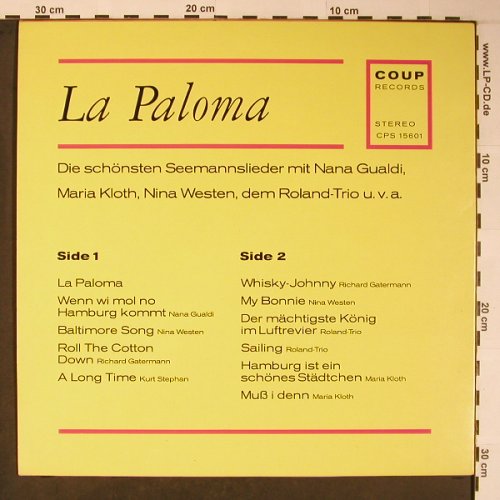 30 cm
20 cm
10 cm
La Paloma
COUP
RECORDS
STEREO
CPS 15601
Die schönsten Seemannslieder mit Nana Gualdi,
Maria Kloth, Nina Westen, dem Roland-Trio u.v.a.
Side 1
La Paloma
Wenn wi mol no
Hamburg kommt Nana Gualdi
Baltimore Song Nina Westen
Roll The Cotton
Down Richard Gatermann
A Long Time Kurt Stephan
Side 2
Whisky-Johnny Richard Gatermann
My Bonnie Nina Westen
Der mächtigste König
im Luftrevier Roland-Trio
Sailing Roland-Trio
Hamburg ist ein
schönes Städtchen Maria Kloth
Muß i denn Maria Kloth
www.LP-CD.de
10 cm
20 cm
30 cm